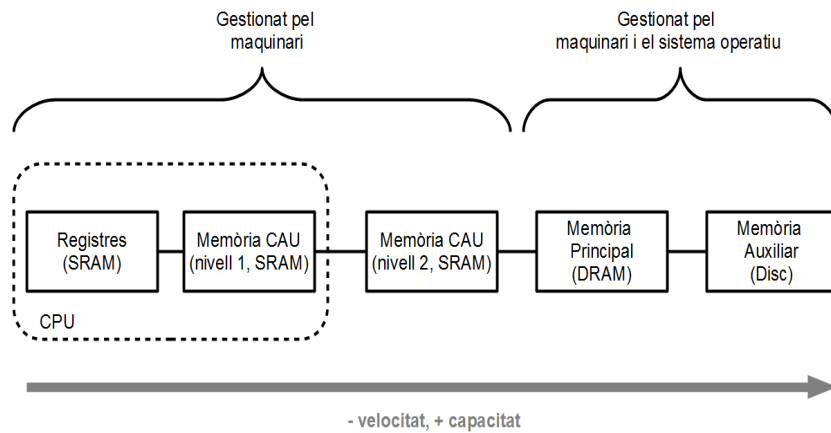 Gestionat pel
maquinari
Gestionat pel
maquinari i el sistema operatiu
Registres
(SRAM)
Memòria CAU
(nivell 1, SRAM)
Memòria CAU
(nivell 2, SRAM)
Memòria
Principal
(DRAM)
Memòria
Auxiliar
(Disc)
CPU
- velocitat, + capacitat